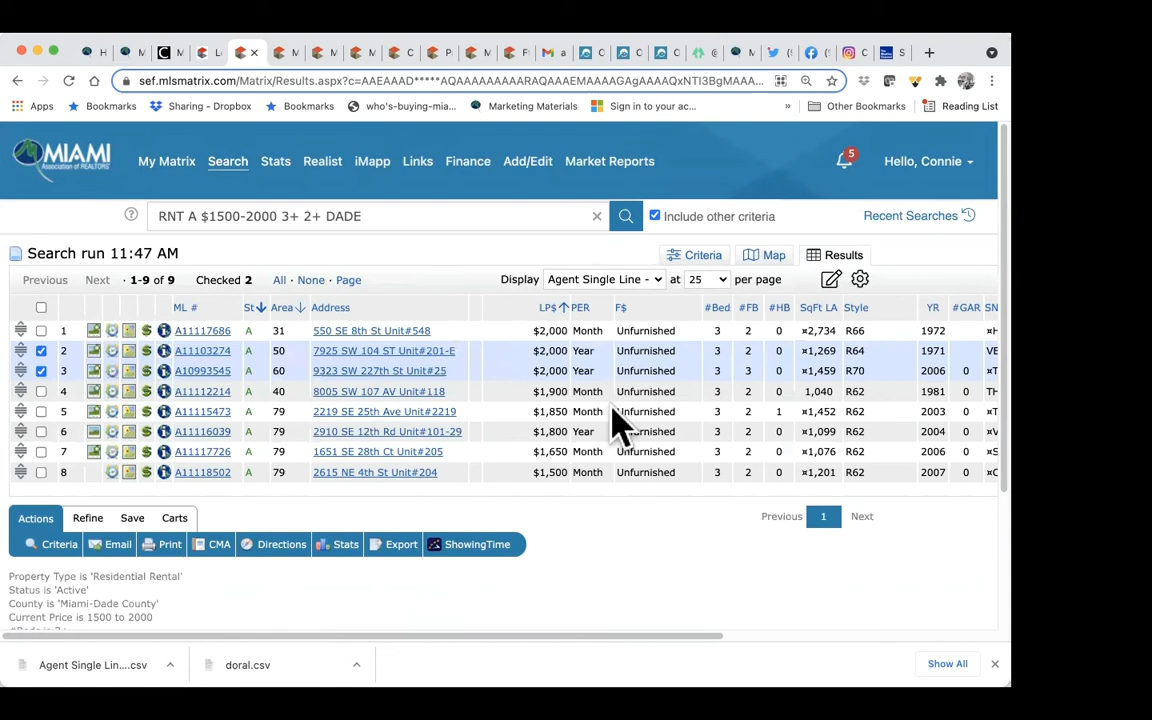 sef.mlsmatrix.com/Matrix/Results.aspx?c=AAEAAAD*****AQAAAAAAAAARAQAAAEMAAAAGAgAAAAQxNTI3BgMAAA...
Apps Bookmarks Sharing - Dropbox Bookmarks who's-buying-mia... Marketing Materials Sign in to your ac... » Other Bookmarks Reading List
MIAMI
Association of REALTORS®
My Matrix Search Stats Realist iMapp Links Finance Add/Edit Market Reports 5 Hello, Connie
RNT A $1500-2000 3+ 2+ DADE Include other criteria Recent Searches
Search run 11:47 AM Criteria Map Results
Previous Next · 1-9 of 9 Checked 2 All · None · Page Display Agent Single Line - at 25 per page
ML # St Area Address LP$ PER F$ #Bed #FB #HB SqFt LA Style YR #GAR SN
1 A11117686 A 31 550 SE 8th St Unit#548 $2,000 Month Unfurnished 3 2 0 ¤2,734 R66 1972 ¤H
2 A11103274 A 50 7925 SW 104 ST Unit#201-E $2,000 Year Unfurnished 3 2 0 ¤1,269 R64 1971 VE
3 A10993545 A 60 9323 SW 227th St Unit#25 $2,000 Year Unfurnished 3 3 0 ¤1,459 R70 2006 0 ¤T
4 A11112214 A 40 8005 SW 107 AV Unit#118 $1,900 Month Unfurnished 3 2 0 1,040 R62 1981 0 TH
5 A11115473 A 79 2219 SE 25th Ave Unit#2219 $1,850 Month Unfurnished 3 2 1 ¤1,452 R62 2003 0 ¤T
6 A11116039 A 79 2910 SE 12th Rd Unit#101-29 $1,800 Year Unfurnished 3 2 0 ¤1,099 R62 2004 0 ¤V
7 A11117726 A 79 1651 SE 28th Ct Unit#205 $1,650 Month Unfurnished 3 2 0 ¤1,076 R62 2006 0 ¤S
8 A11118502 A 79 2615 NE 4th St Unit#204 $1,500 Month Unfurnished 3 2 0 ¤1,201 R62 2007 0 ¤C
Actions Refine Save Carts Previous 1 Next
Criteria Email Print CMA Directions Stats Export ShowingTime
Property Type is 'Residential Rental'
Status is 'Active'
County is 'Miami-Dade County'
Current Price is 1500 to 2000
Agent Single Lin....csv doral.csv Show All